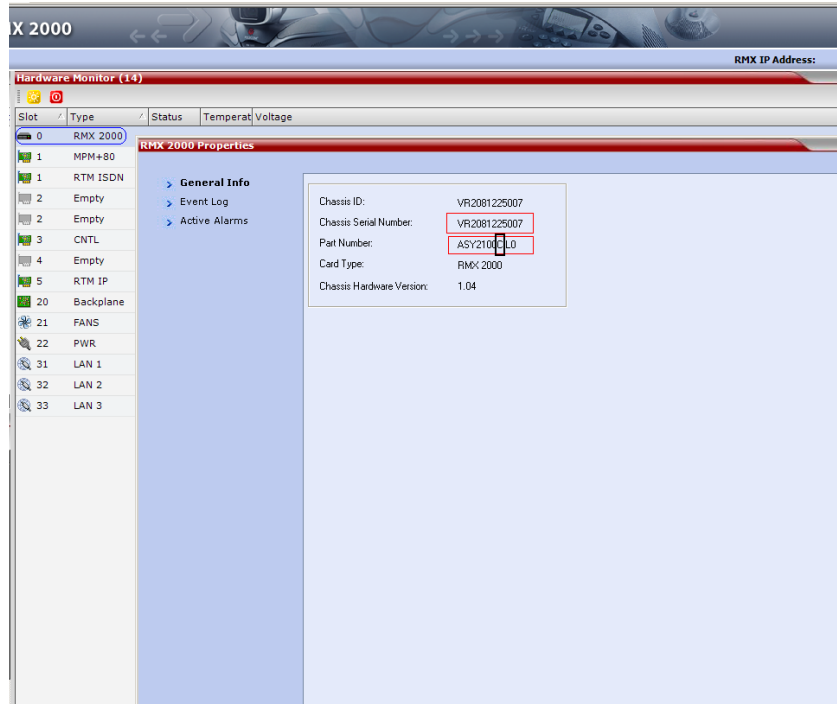 RMX 2000
RMX IP Address:
Hardware Monitor (14)
Slot Type Status Temperat Voltage
0 RMX 2000
1 MPM+80
1 RTM ISDN
2 Empty
2 Empty
3 CNTL
4 Empty
5 RTM IP
20 Backplane
21 FANS
22 PWR
31 LAN 1
32 LAN 2
33 LAN 3
RMX 2000 Properties
General Info
Event Log
Active Alarms
Chassis ID: VR2081225007
Chassis Serial Number: VR2081225007
Part Number:
Card Type: RMX 2000
Chassis Hardware Version: 1.04